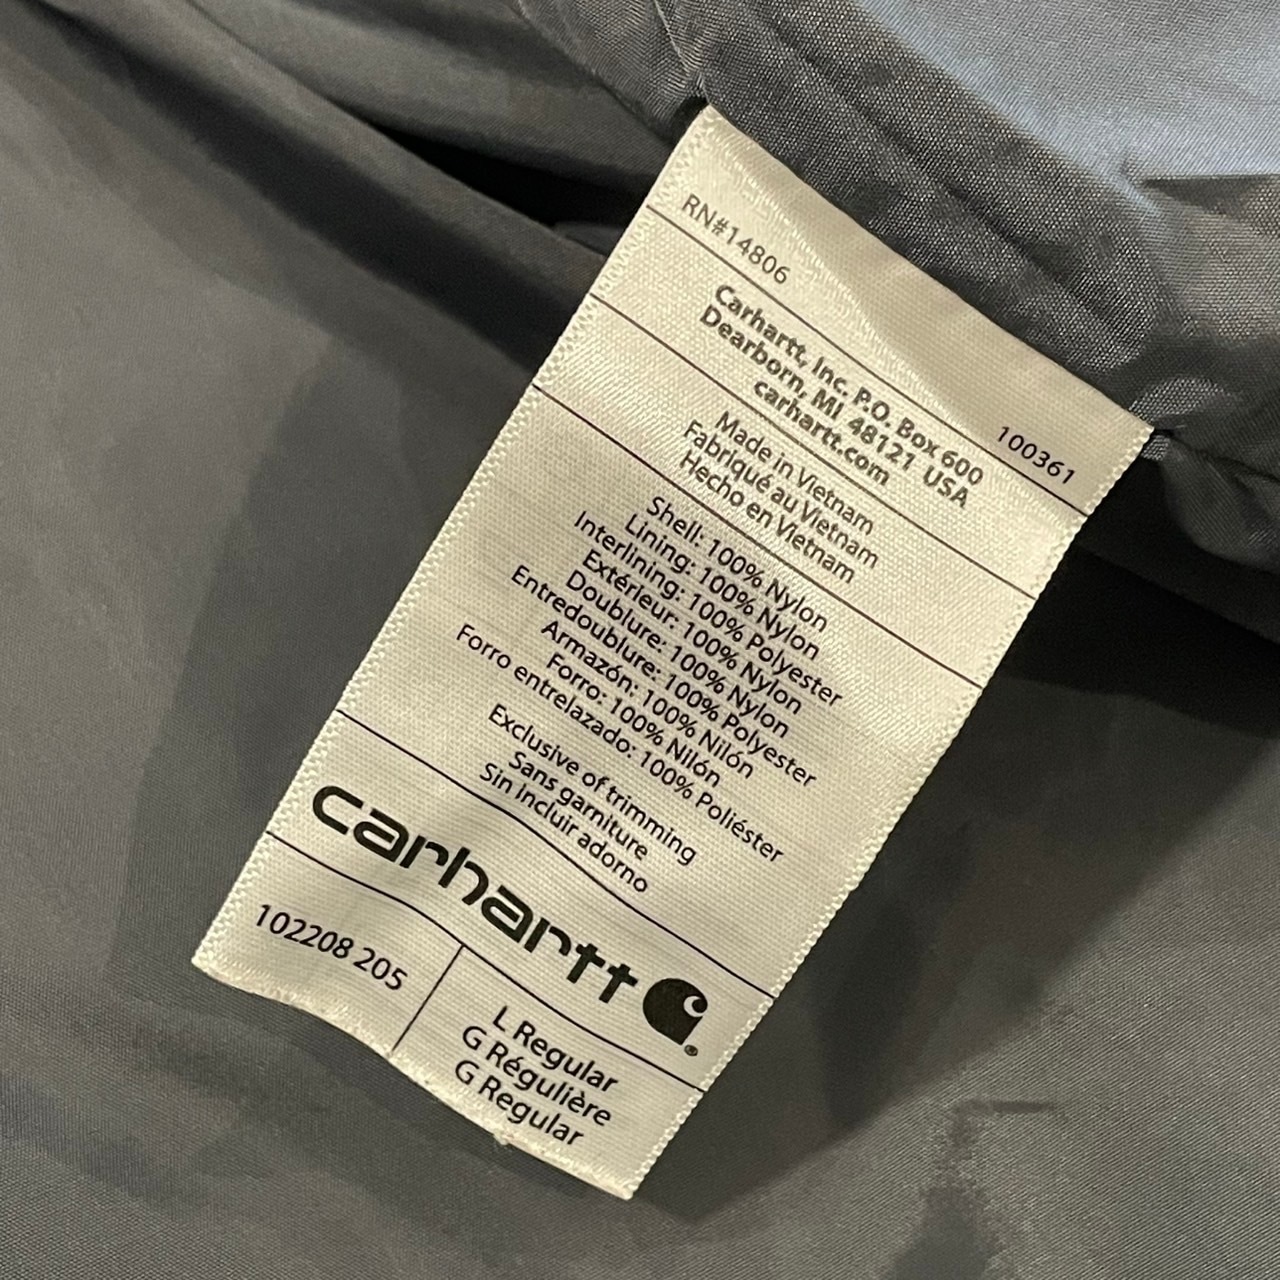 RN#14806
100361
Carhartt, Inc. P.O. Box 600
Dearborn, MI 48121 USA
carhartt.com
Made in Vietnam
Fabriqué au Vietnam
Hecho en Vietnam
Shell: 100% Nylon
Lining: 100% Nylon
Interlining: 100% Polyester
Extérieur: 100% Nylon
Doublure: 100% Nylon
Entredoublure: 100% Polyester
Armazón: 100% Nilón
Forro: 100% Nilón
Forro entrelazado: 100% Poliéster
Exclusive of trimming
Sans garniture
Sin incluir adorno
carhartt
102208 205
L Regular
G Régulière
G Regular